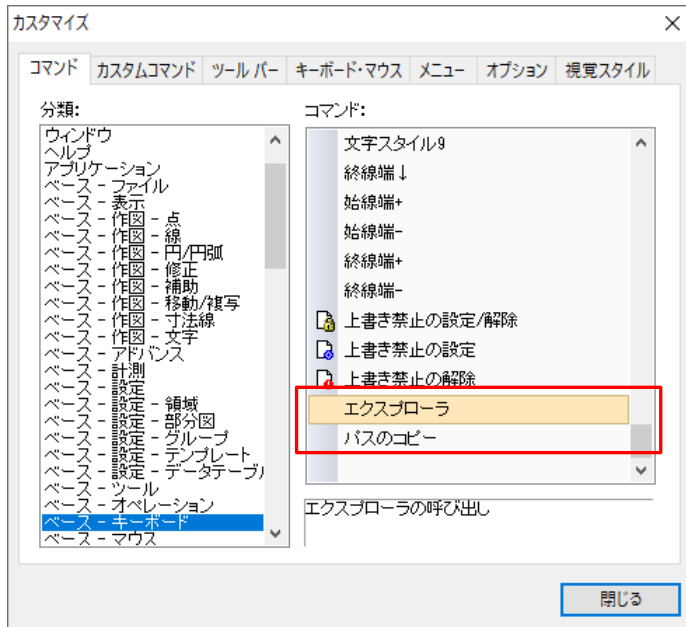 カスタマイズ
コマンド カスタムコマンド ツール バー キーボード・マウス メニュー オプション 視覚スタイル
分類:
ウィンドウ
ヘルプ
アプリケーション
ベース - ファイル
ベース - 表示
ベース - 作図 - 点
ベース - 作図 - 線
ベース - 作図 - 円/円弧
ベース - 作図 - 修正
ベース - 作図 - 補助
ベース - 作図 - 移動/複写
ベース - 作図 - 寸法線
ベース - 作図 - 文字
ベース - アドバンス
ベース - 計測
ベース - 設定
ベース - 設定 - 領域
ベース - 設定 - 部分図
ベース - 設定 - グループ
ベース - 設定 - テンプレート
ベース - 設定 - データテーブル
ベース - ツール
ベース - オペレーション
ベース - キーボード
ベース - マウス
コマンド:
文字スタイル9
終線端↓
始線端+
始線端-
終線端+
終線端-
上書き禁止の設定/解除
上書き禁止の設定
上書き禁止の解除
エクスプローラ
パスのコピー
エクスプローラの呼び出し
閉じる